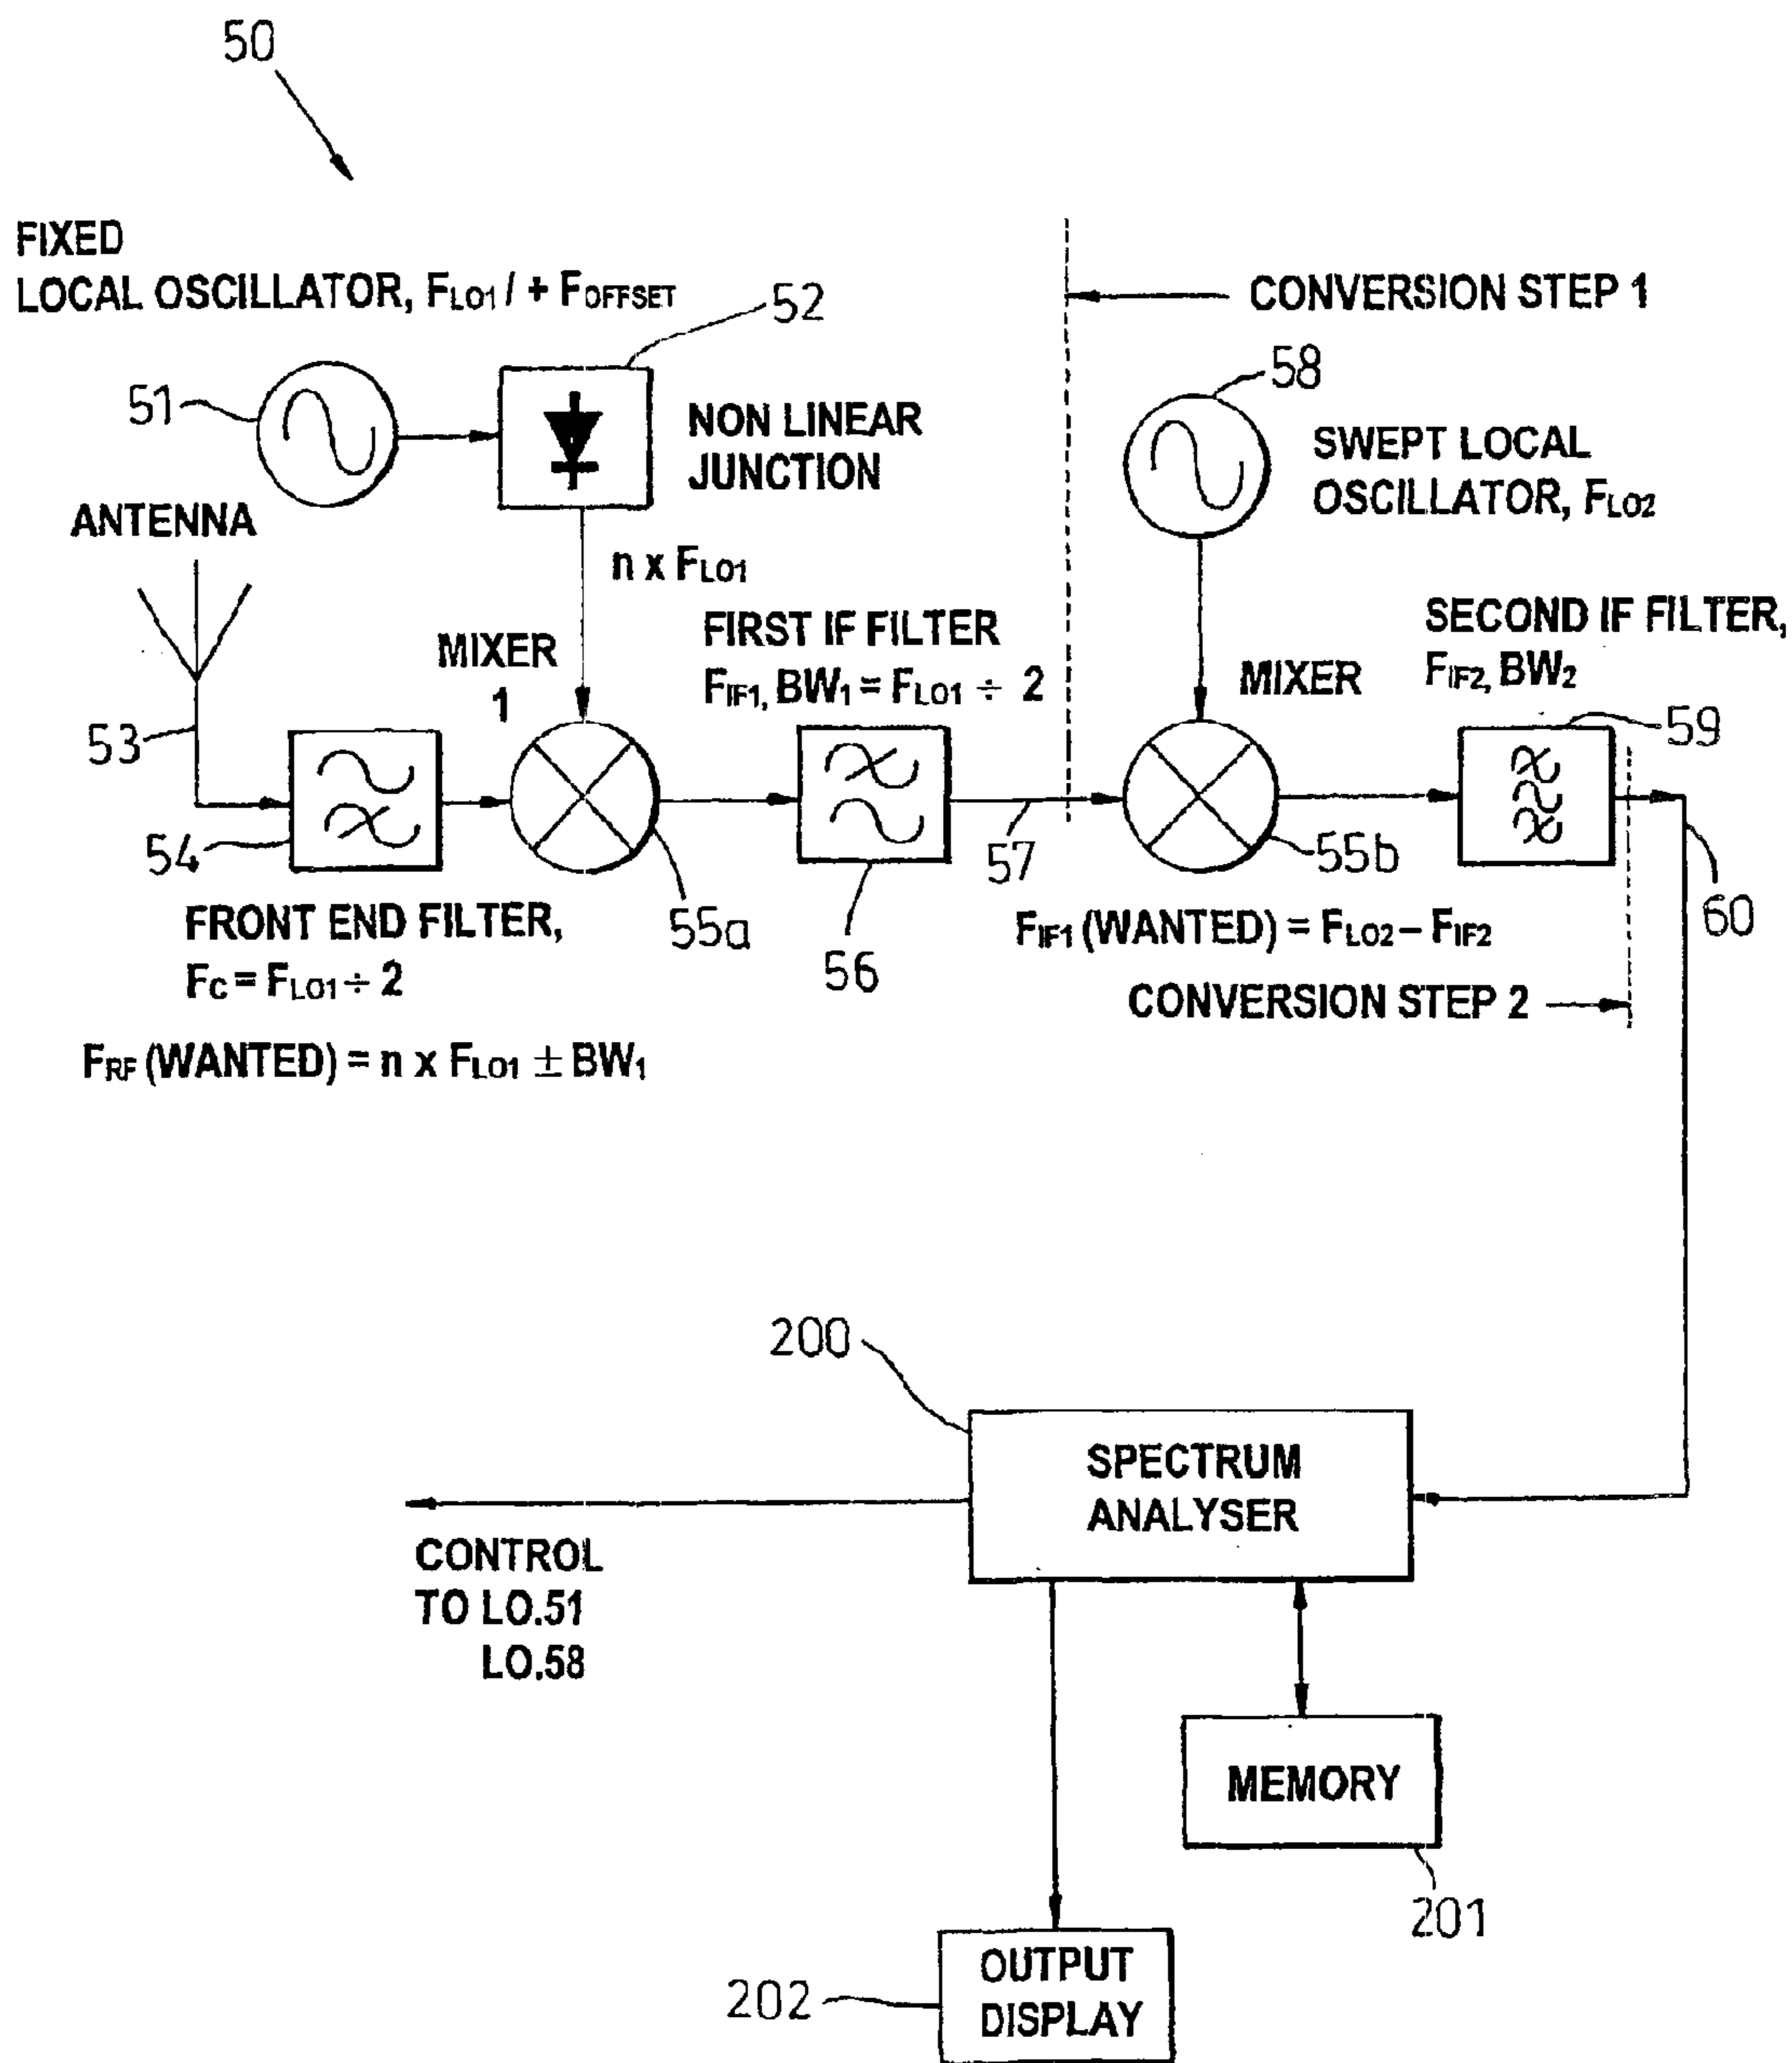 50
FIXED
LOCAL OSCILLATOR, FLO1 / + FOFFSET
52
CONVERSION STEP 1
51
NON LINEAR
JUNCTION
58
SWEPT LOCAL
OSCILLATOR, FLO2
ANTENNA
n x FLO1
MIXER
1
FIRST IF FILTER
FIF1, BW1 = FLO1 ÷ 2
MIXER
SECOND IF FILTER,
FIF2, BW2
53
54
55a
56
57
55b
59
60
FRONT END FILTER,
FC = FLO1 ÷ 2
FIF1 (WANTED) = FLO2 – FIF2
CONVERSION STEP 2
FRF (WANTED) = n x FLO1 ± BW1
200
SPECTRUM
ANALYSER
CONTROL
TO LO.51
LO.58
MEMORY
201
OUTPUT
DISPLAY
202